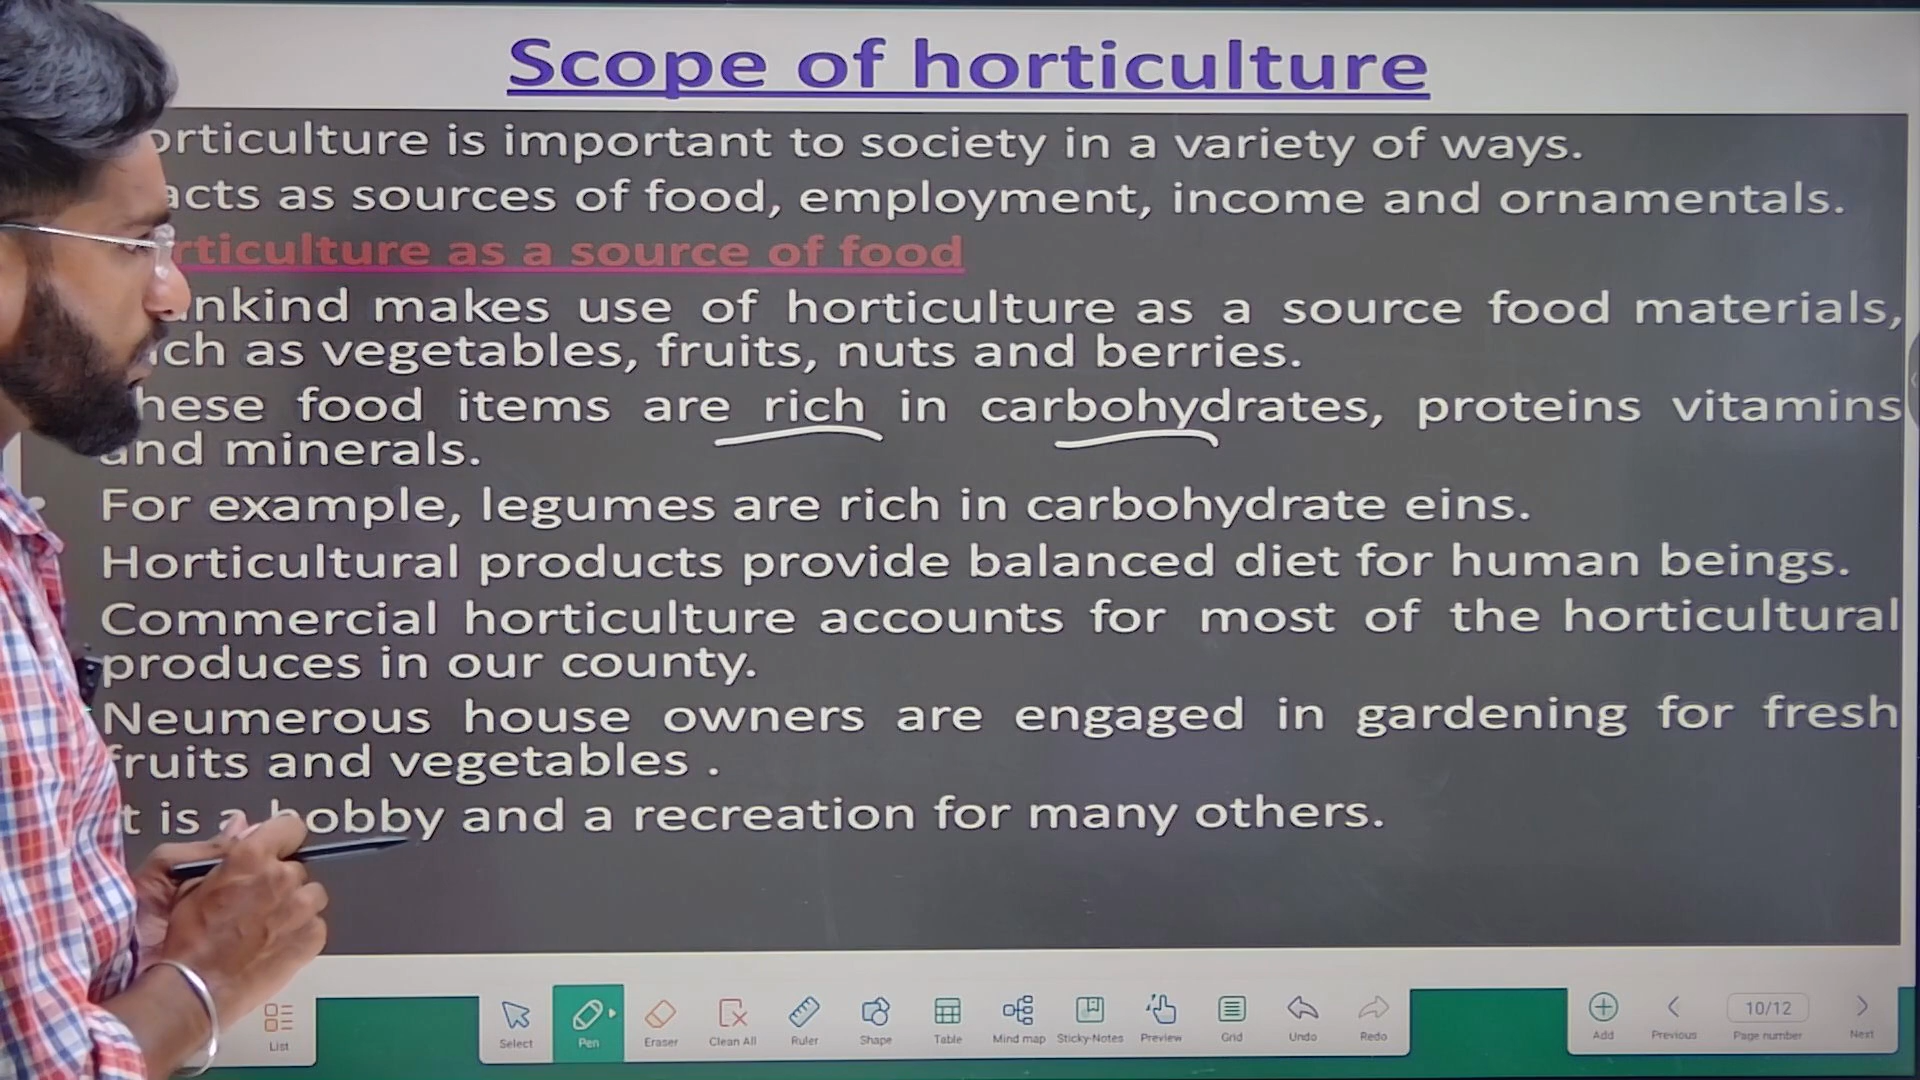 Scope of horticulture
orticulture is important to society in a variety of ways.
acts as sources of food, employment, income and ornamentals.
rticulture as a source of food
nkind makes use of horticulture as a source food materials,
ch as vegetables, fruits, nuts and berries.
hese food items are rich in carbohydrates, proteins vitamins
and minerals.
For example, legumes are rich in carbohydrate eins.
Horticultural products provide balanced diet for human beings.
Commercial horticulture accounts for most of the horticultural
produces in our county.
Neumerous house owners are engaged in gardening for fresh
fruits and vegetables .
t is a hobby and a recreation for many others.
List
Select
Pen
Eraser
Clean All
Ruler
Shape
Table
Mind map
Sticky-Notes
Preview
Grid
Undo
Redo
Add
Previous
10/12
Page number
Next